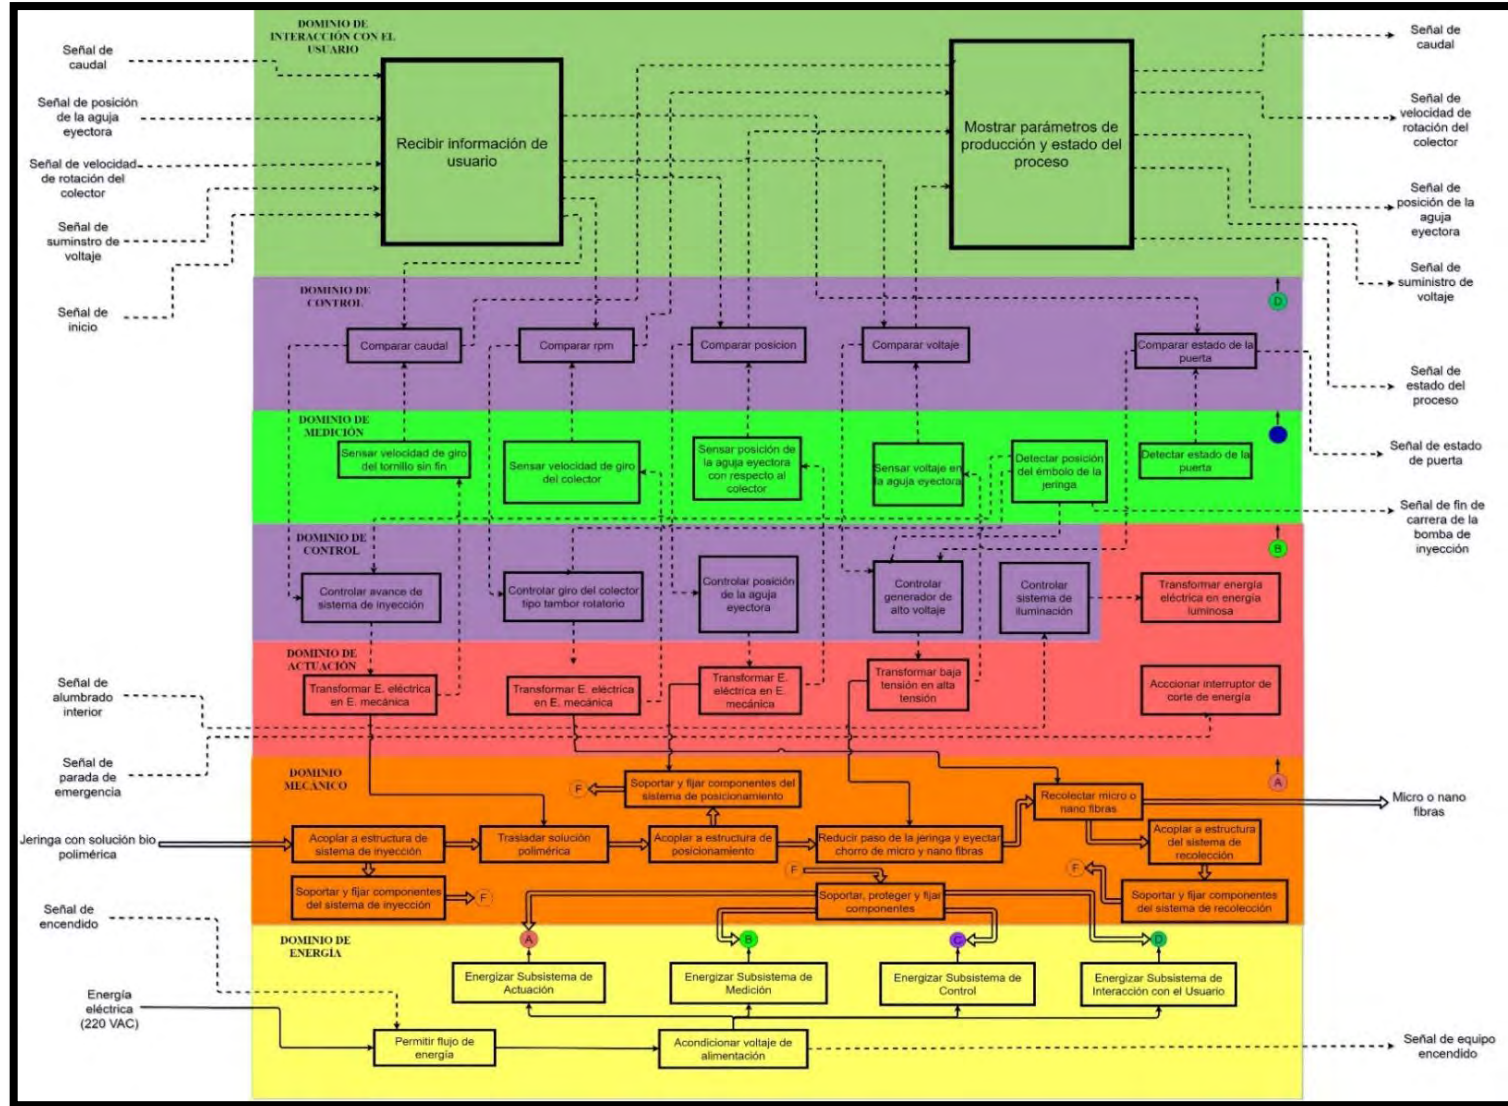 DOMINIO DE
INTERACCIÓN CON EL
USUARIO
Señal de
caudal
Señal de posición
de la aguja
eyectora
Señal de velocidad
de rotación del
colector
Señal de
suminstro de
voltaje
Señal de
inicio
Recibir información de
usuario
Mostrar parámetros de
producción y estado del
proceso
Señal de
caudal
Señal de
velocidad de
rotación del
colector
Señal de
posición de la
aguja
eyectora
Señal de
suministro de
voltaje
Señal de
estado del
proceso
Señal de estado
de puerta
Señal de fin de
carrera de la
bomba de
inyección
DOMINIO DE
CONTROL
D
Comparar caudal
Comparar rpm
Comparar posicion
Comparar voltaje
Comparar estado de la
puerta
DOMINIO DE
MEDICIÓN
Sensar velocidad de giro
del tornillo sin fin
Sensar velocidad de giro
del colector
Sensar posición de
la aguja eyectora
con respecto al
colector
Sensar voltaje en
la aguja eyectora
Detectar posición
del émbolo de la
jeringa
Detectar estado de la
puerta
DOMINIO DE
CONTROL
B
Controlar avance de
sistema de inyección
Controlar giro del colector
tipo tambor rotatorio
Controlar posición
de la aguja
eyectora
Controlar
generador de
alto voltaje
Controlar
sistema de
iluminación
Transformar energía
eléctrica en energía
luminosa
DOMINIO DE
ACTUACIÓN
Señal de
alumbrado
interior
Señal de
parada de
emergencia
Transformar E. eléctrica
en E. mecánica
Transformar E. eléctrica
en E. mecánica
Transformar E.
eléctrica en E.
mecánica
Transformar baja
tensión en alta
tensión
Acccionar interruptor de
corte de energía
DOMINIO
MECÁNICO
A
F
Soportar y fijar componentes del
sistema de posicionamiento
Recolectar micro o
nano fibras
Micro o nano
fibras
Jeringa con solución bio
polimérica
Acoplar a estructura de
sistema de inyección
Trasladar solución
polimérica
Acoplar a estructura de
posicionamiento
Reducir paso de la jeringa y eyectar
chorro de micro y nano fibras
Acoplar a estructura
del sistema de
recolección
Soportar y fijar componentes
del sistema de inyección
F
F
Soportar, proteger y fijar
componentes
F
Soportar y fijar componentes
del sistema de recolección
Señal de
encendido
DOMINIO DE
ENERGÍA
A
B
C
D
Energizar Subsistema de
Actuación
Energizar Subsistema de
Medición
Energizar Subsistema de
Control
Energizar Subsistema de
Interacción con el Usuario
Energía
eléctrica
(220 VAC)
Permitir flujo de
energía
Acondicionar voltaje de
alimentación
Señal de equipo
encendido